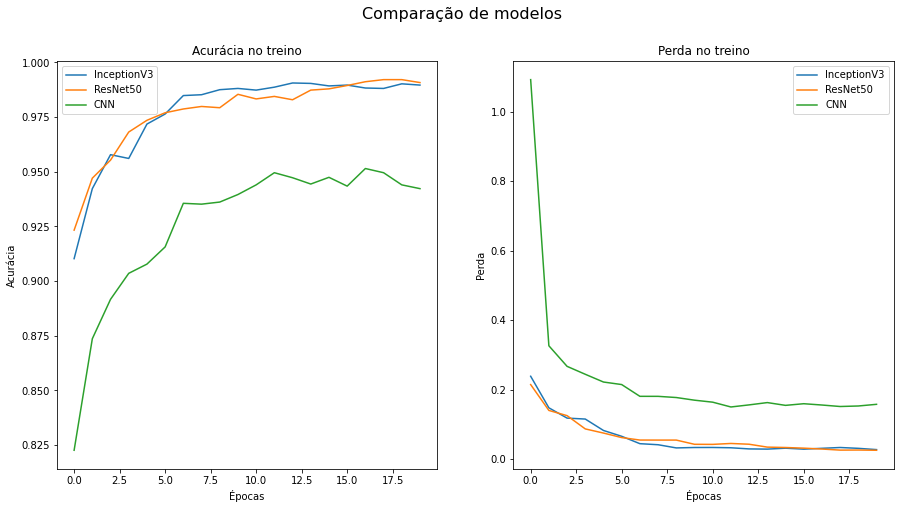 Comparação de modelos
Acurácia no treino
InceptionV3
ResNet50
CNN
Acurácia
1.000
0.975
0.950
0.925
0.900
0.875
0.850
0.825
0.0 2.5 5.0 7.5 10.0 12.5 15.0 17.5
Épocas
Perda no treino
InceptionV3
ResNet50
CNN
Perda
1.0
0.8
0.6
0.4
0.2
0.0
0.0 2.5 5.0 7.5 10.0 12.5 15.0 17.5
Épocas